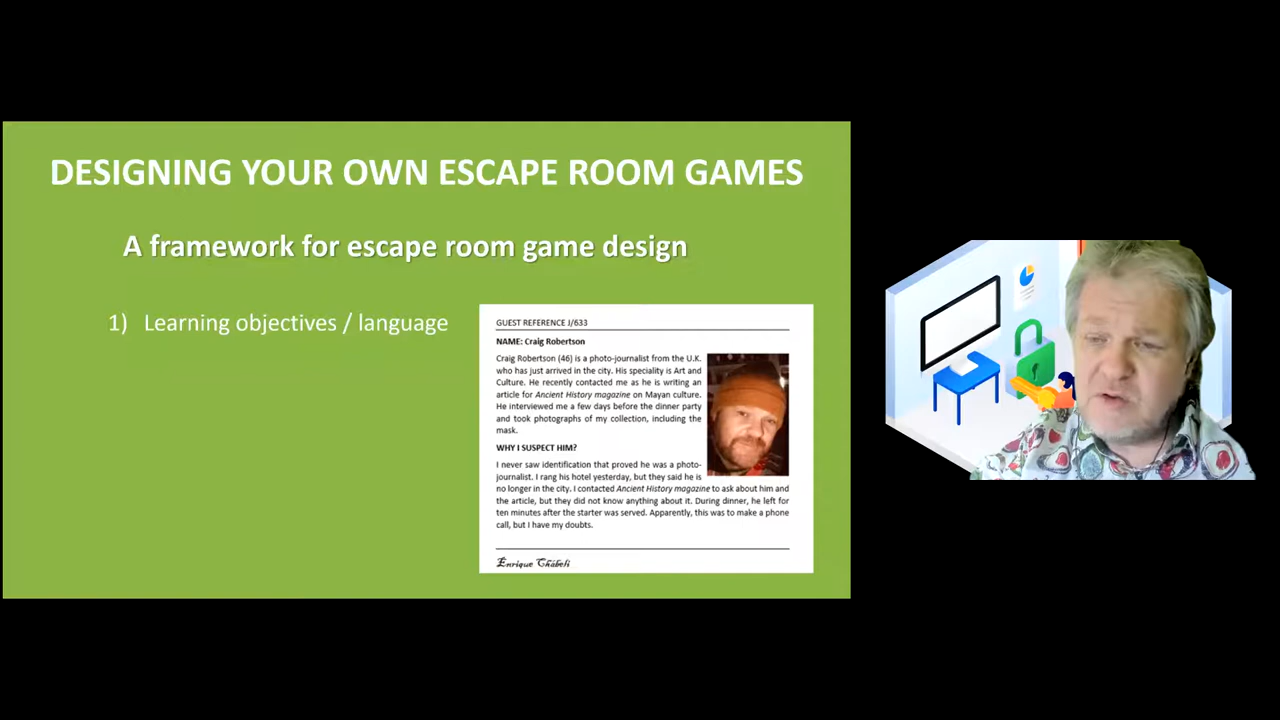 DESIGNING YOUR OWN ESCAPE ROOM GAMES
A framework for escape room game design
1) Learning objectives / language
GUEST REFERENCE J/633
NAME: Craig Robertson
Craig Robertson (46) is a photo-journalist from the U.K.
who has just arrived in the city. His speciality is Art and
Culture. He recently contacted me as he is writing an
article for Ancient History magazine on Mayan culture.
He interviewed me a few days before the dinner party
and took photographs of my collection, including the
mask.
WHY I SUSPECT HIM?
I never saw identification that proved he was a photo-
journalist. I rang his hotel yesterday, but they said he is
no longer in the city. I contacted Ancient History magazine to ask about him and
the article, but they did not know anything about it. During dinner, he left for
ten minutes after the starter was served. Apparently, this was to make a phone
call, but I have my doubts.
Enrique Chábeli